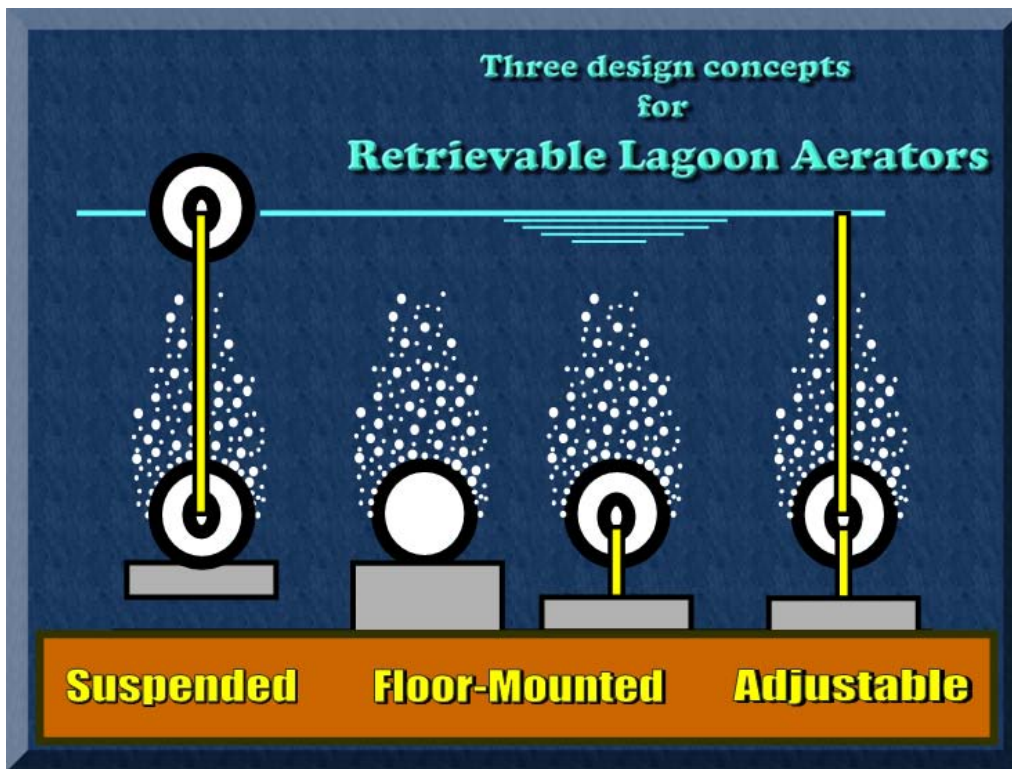 Three design concepts
for
Retrievable Lagoon Aerators
Suspended Floor-Mounted Adjustable